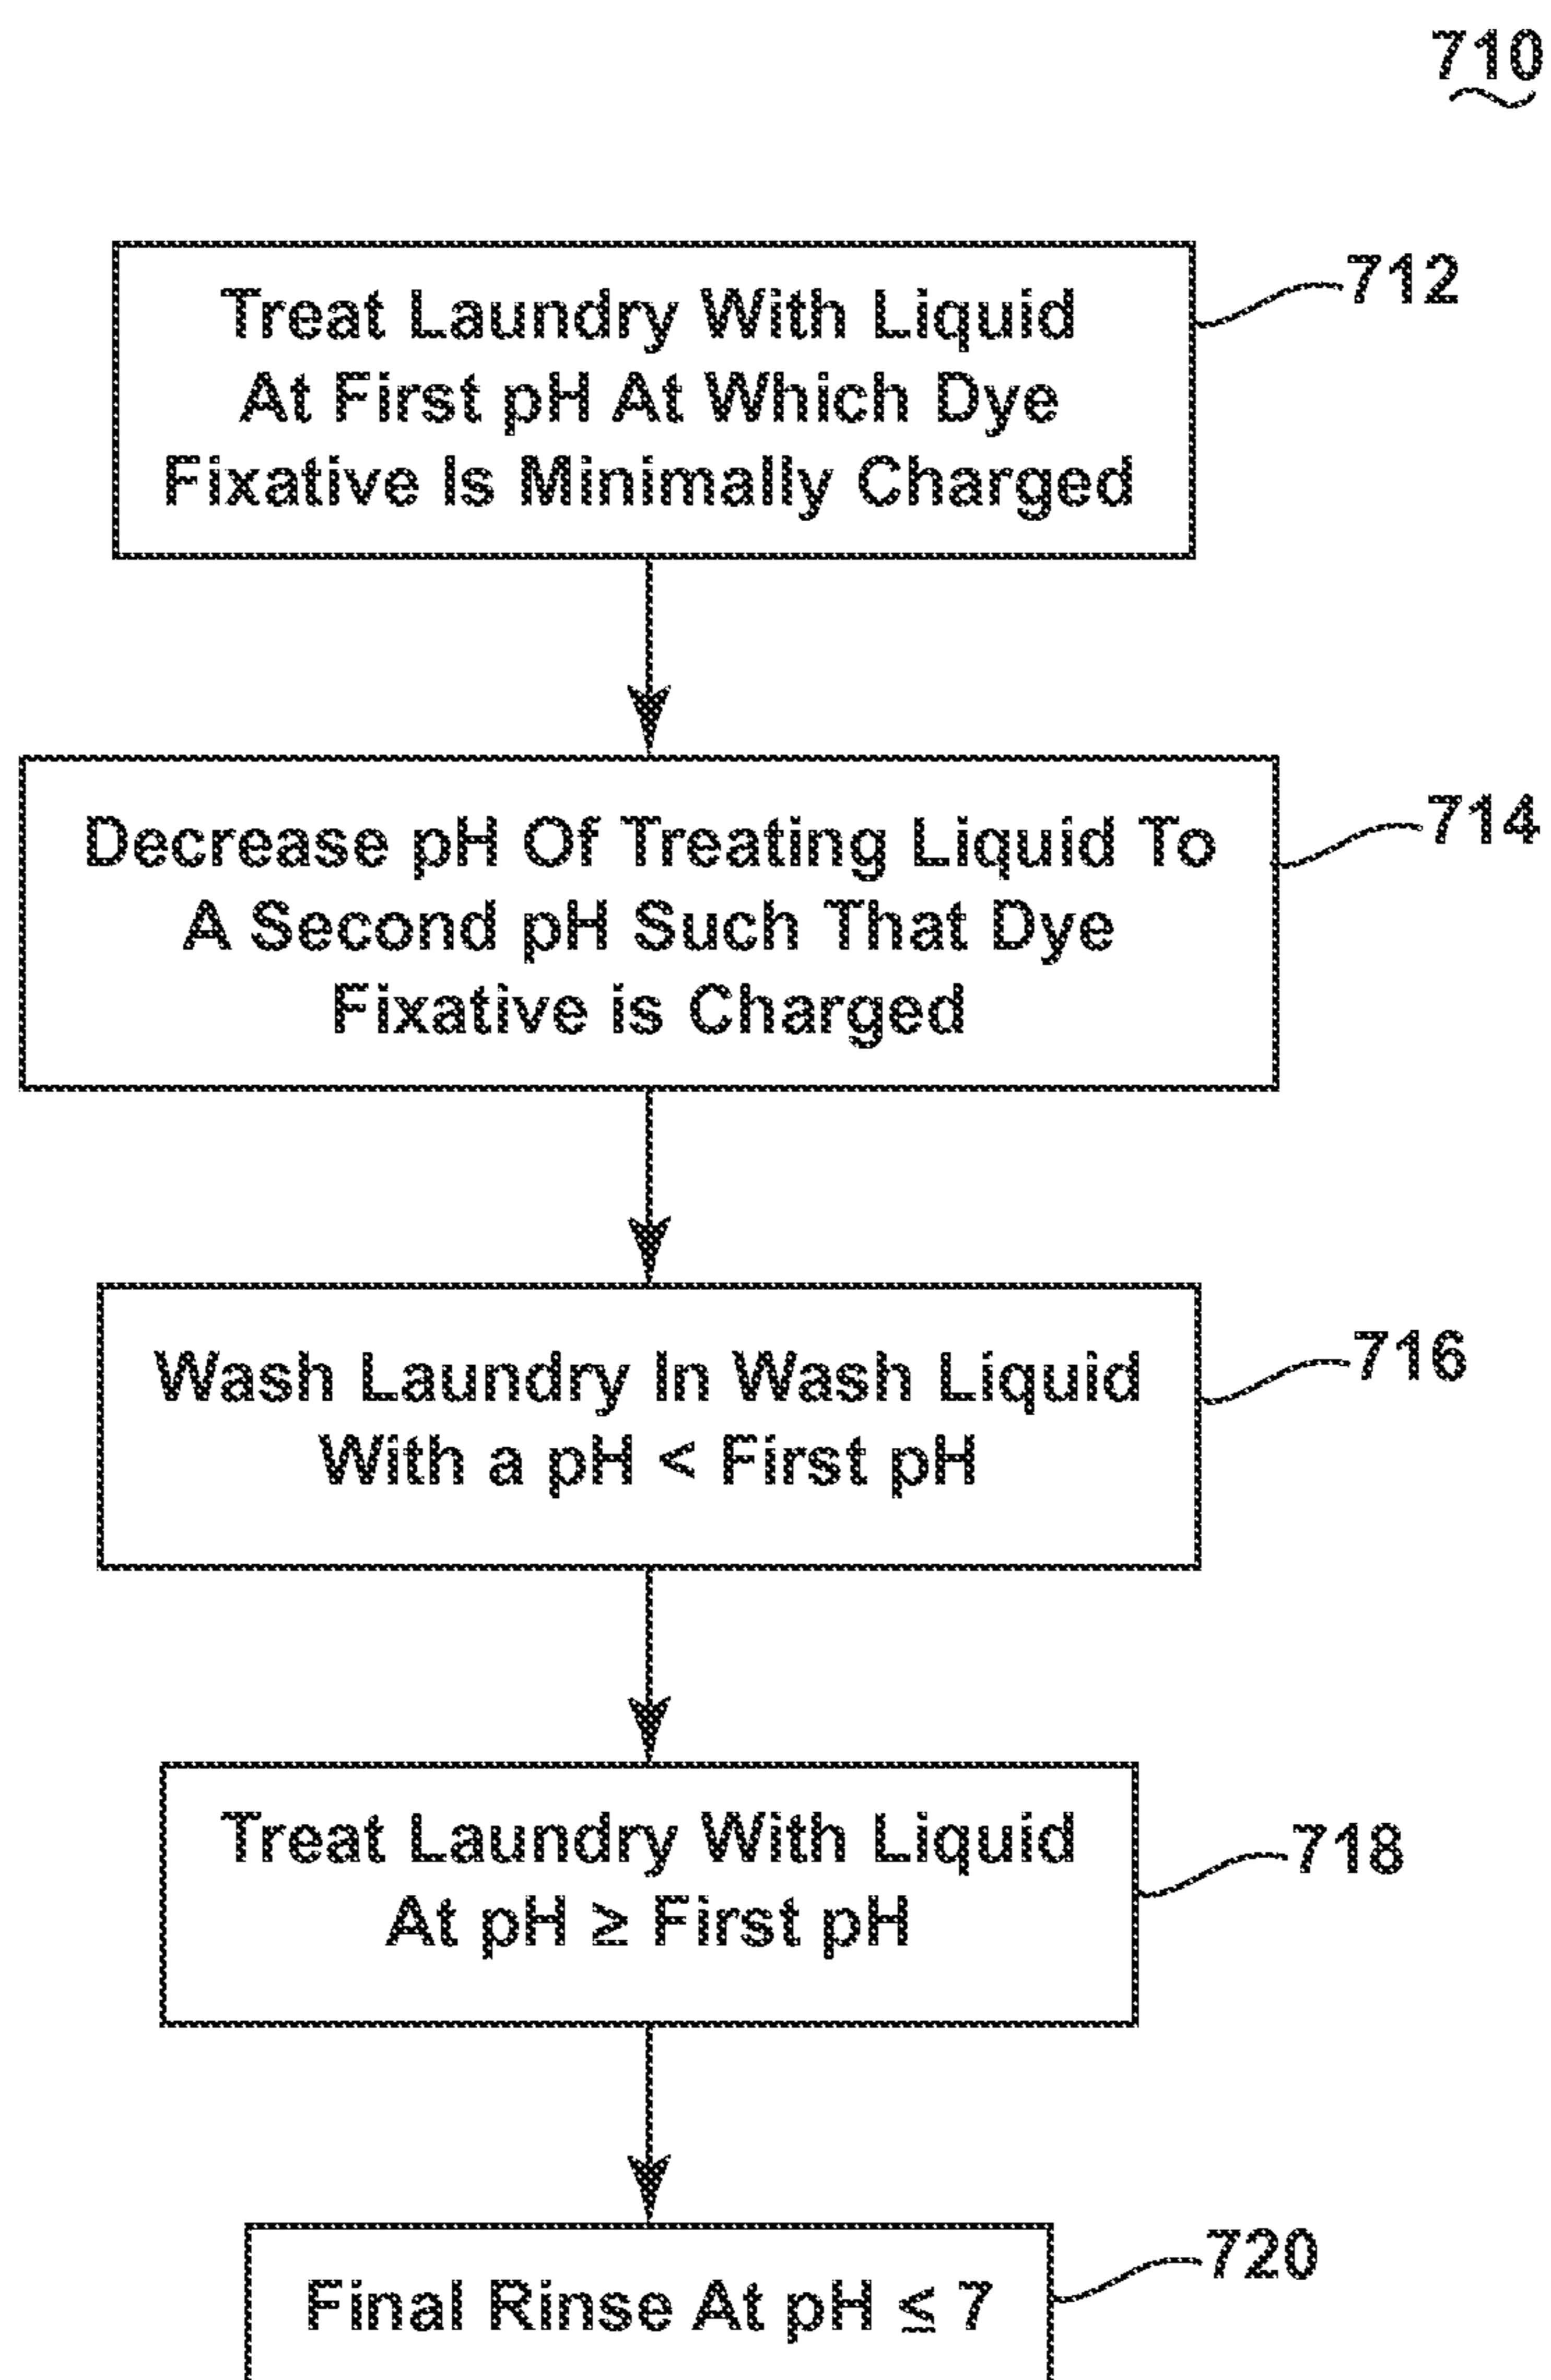 710
Treat Laundry With Liquid
At First pH At Which Dye
Fixative Is Minimally Charged
712
Decrease pH Of Treating Liquid To
A Second pH Such That Dye
Fixative is Charged
714
Wash Laundry In Wash Liquid
With a pH < First pH
716
Treat Laundry With Liquid
At pH ≥ First pH
718
Final Rinse At pH ≤ 7
720